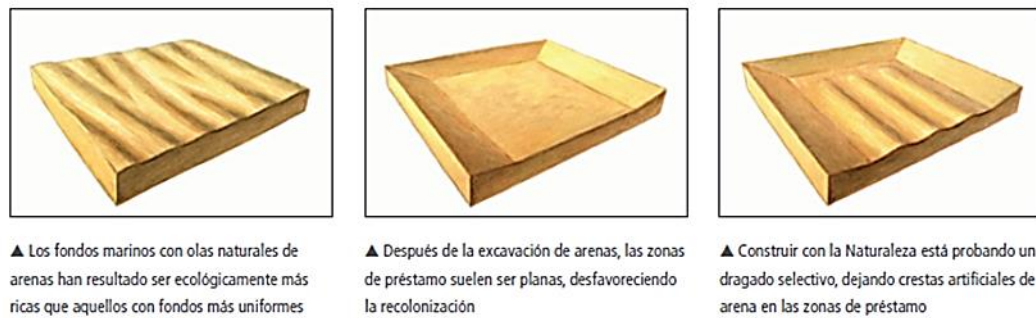 ▲ Los fondos marinos con olas naturales de
arenas han resultado ser ecológicamente más
ricas que aquellos con fondos más uniformes
▲ Después de la excavación de arenas, las zonas
de préstamo suelen ser planas, desfavoreciendo
la recolonización
▲ Construir con la Naturaleza está probando un
dragado selectivo, dejando crestas artificiales de
arena en las zonas de préstamo